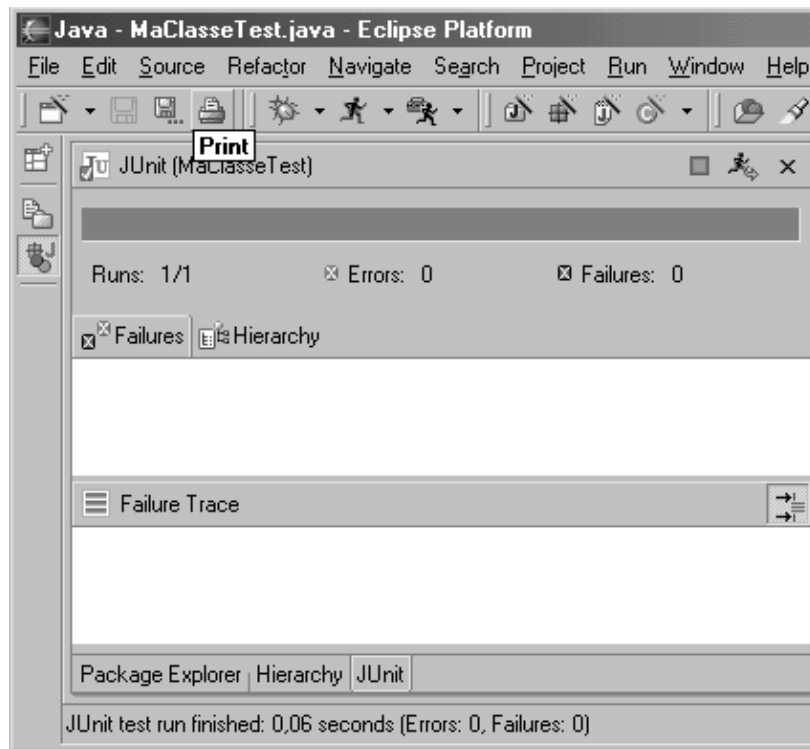 Java - MaClasseTest.java - Eclipse Platform
File Edit Source Refactor Navigate Search Project Run Window Help
Print
JUnit (MaClasseTest)
Runs: 1/1 Errors: 0 Failures: 0
Failures Hierarchy
Failure Trace
Package Explorer Hierarchy JUnit
JUnit test run finished: 0,06 seconds (Errors: 0, Failures: 0)